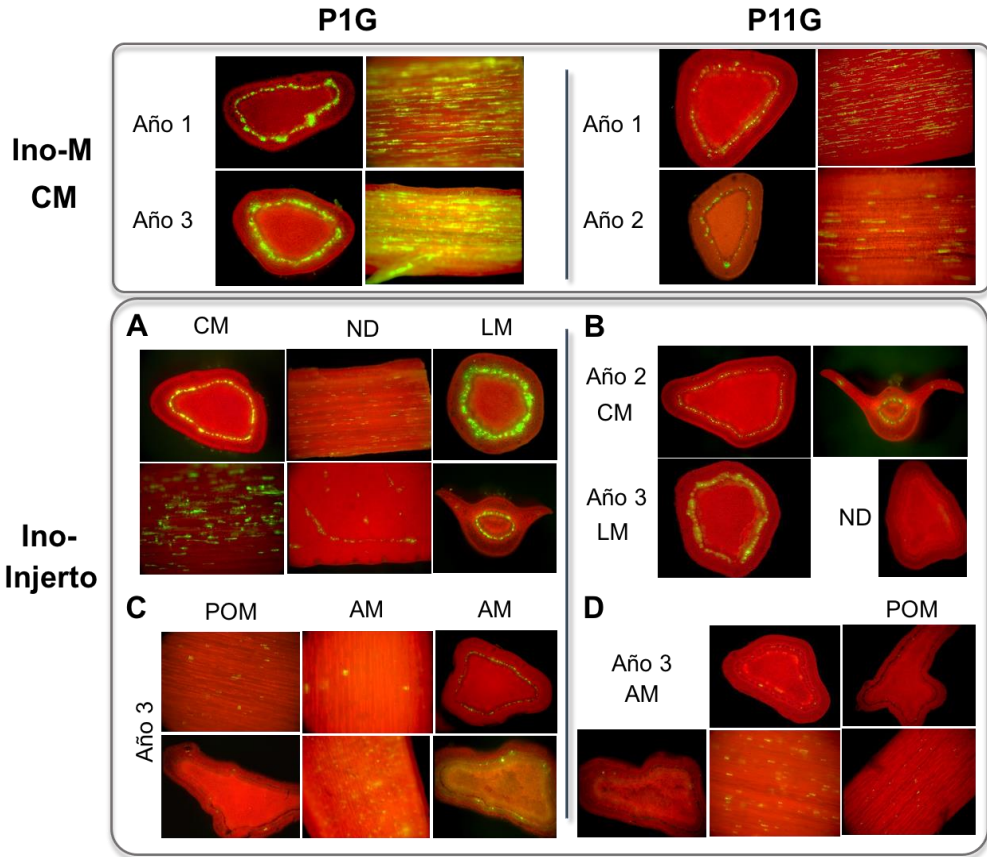 P1G
P11G
Ino-M
CM
Año 1
Año 3
Año 1
Año 2
Ino-
Injerto
A
CM
ND
LM
B
Año 2
CM
Año 3
LM
ND
C
POM
AM
AM
Año 3
D
POM
Año 3
AM